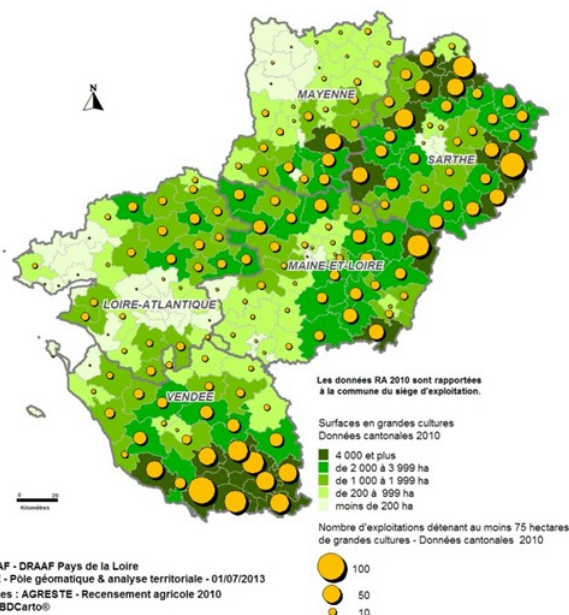 N
MAYENNE
SARTHE
MAINE-ET-LOIRE
LOIRE-ATLANTIQUE
VENDÉE
Les données RA 2010 sont rapportées
à la commune du siège d'exploitation.
Surfaces en grandes cultures
Données cantonales 2010
4 000 et plus
de 2 000 à 3 999 ha
de 1 000 à 1 999 ha
de 200 à 999 ha
moins de 200 ha
0 20
Kilomètres
Nombre d'exploitations détenant au moins 75 hectares
de grandes cultures - Données cantonales 2010
100
50
10
AF - DRAAF Pays de la Loire
E - Pôle géomatique & analyse territoriale - 01/07/2013
es : AGRESTE - Recensement agricole 2010
BDCarto®